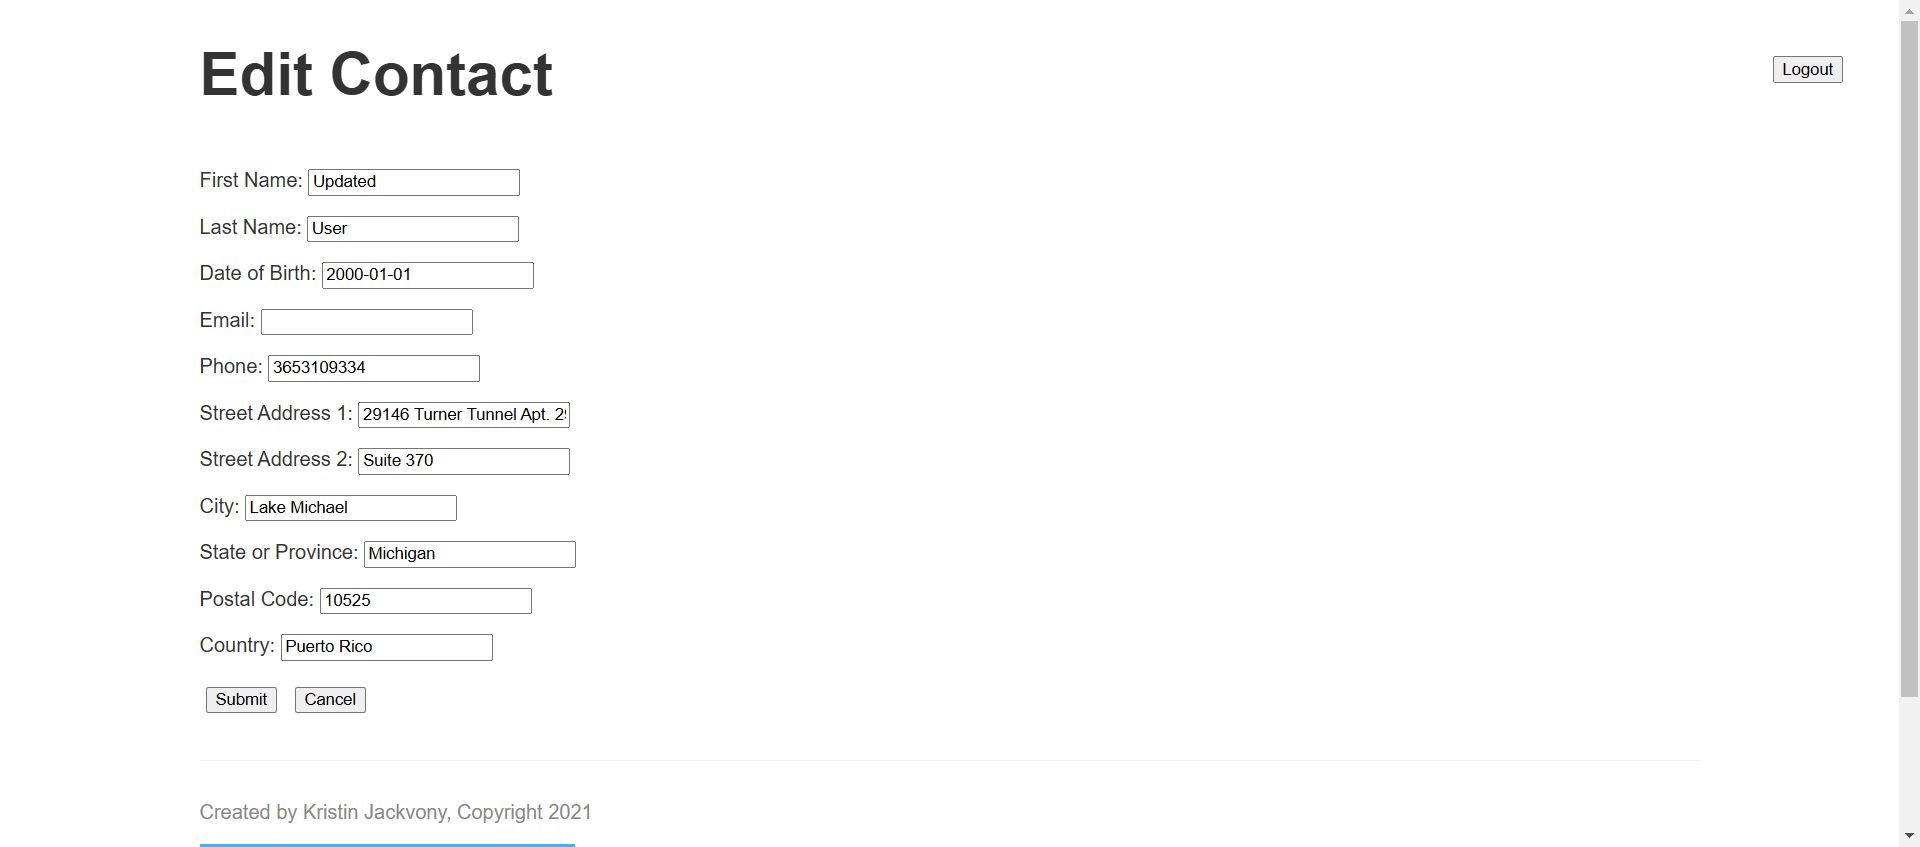 Edit Contact
Logout
First Name: Updated
Last Name: User
Date of Birth: 2000-01-01
Email:
Phone: 3653109334
Street Address 1: 29146 Turner Tunnel Apt.
Street Address 2: Suite 370
City: Lake Michael
State or Province: Michigan
Postal Code: 10525
Country: Puerto Rico
Submit Cancel
Created by Kristin Jackvony, Copyright 2021